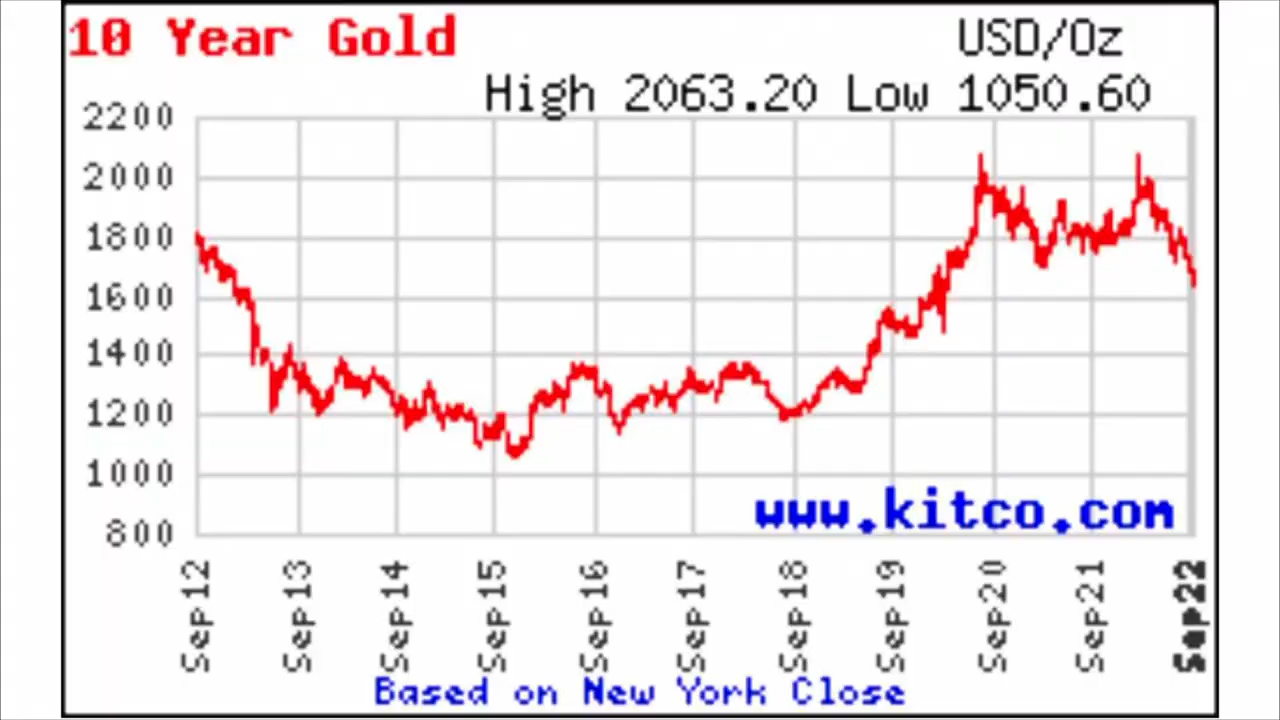 10 Year Gold USD/Oz
High 2063.20 Low 1050.60
2200
2000
1800
1600
1400
1200
1000
800
www.kitco.com
Sep12 Sep13 Sep14 Sep15 Sep16 Sep17 Sep18 Sep19 Sep20 Sep21 Sep22
Based on New York Close